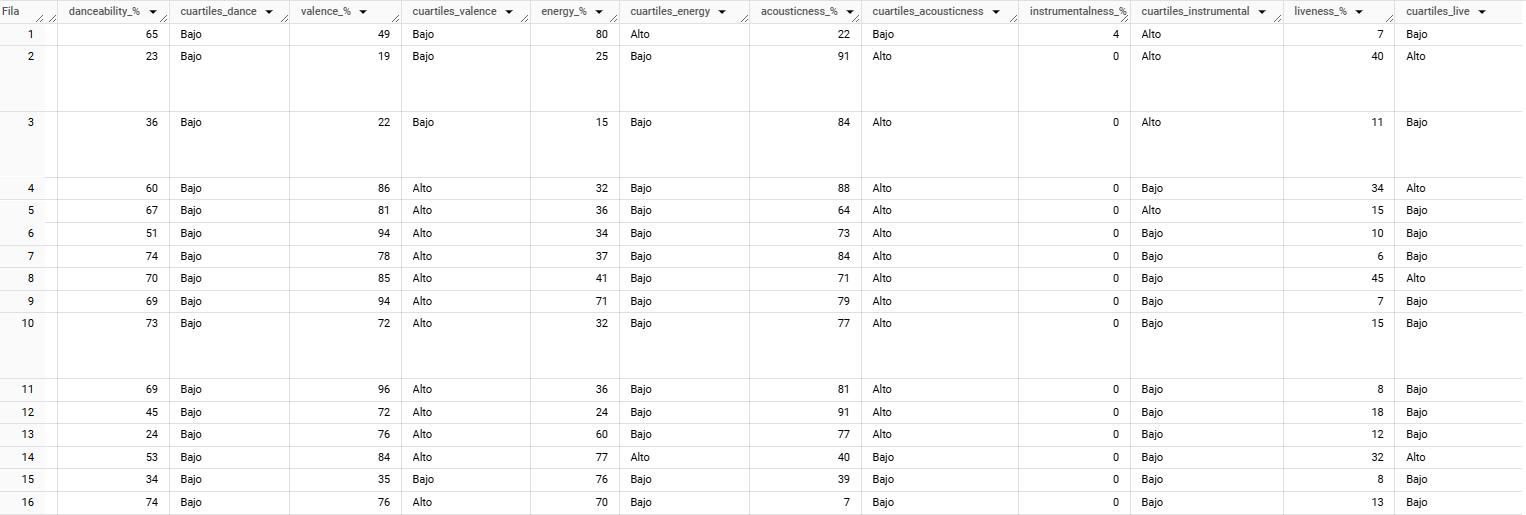 Fila danceability_% cuartiles_dance valence_% cuartiles_valence energy_% cuartiles_energy acousticness_% cuartiles_acousticness instrumentalness_% cuartiles_instrumental liveness_% cuartiles_live
1 65 Bajo 49 Bajo 80 Alto 22 Bajo 4 Alto 7 Bajo
2 23 Bajo 19 Bajo 25 Bajo 91 Alto 0 Alto 40 Alto
3 36 Bajo 22 Bajo 15 Bajo 84 Alto 0 Alto 11 Bajo
4 60 Bajo 86 Alto 32 Bajo 88 Alto 0 Bajo 34 Alto
5 67 Bajo 81 Alto 36 Bajo 64 Alto 0 Alto 15 Bajo
6 51 Bajo 94 Alto 34 Bajo 73 Alto 0 Bajo 10 Bajo
7 74 Bajo 78 Alto 37 Bajo 84 Alto 0 Bajo 6 Bajo
8 70 Bajo 85 Alto 41 Bajo 71 Alto 0 Bajo 45 Alto
9 69 Bajo 94 Alto 71 Bajo 79 Alto 0 Bajo 7 Bajo
10 73 Bajo 72 Alto 32 Bajo 77 Alto 0 Bajo 15 Bajo
11 69 Bajo 96 Alto 36 Bajo 81 Alto 0 Bajo 8 Bajo
12 45 Bajo 72 Alto 24 Bajo 91 Alto 0 Bajo 18 Bajo
13 24 Bajo 76 Alto 60 Bajo 77 Alto 0 Bajo 12 Bajo
14 53 Bajo 84 Alto 77 Alto 40 Bajo 0 Bajo 32 Alto
15 34 Bajo 35 Bajo 76 Bajo 39 Bajo 0 Bajo 8 Bajo
16 74 Bajo 76 Alto 70 Bajo 7 Bajo 0 Bajo 13 Bajo